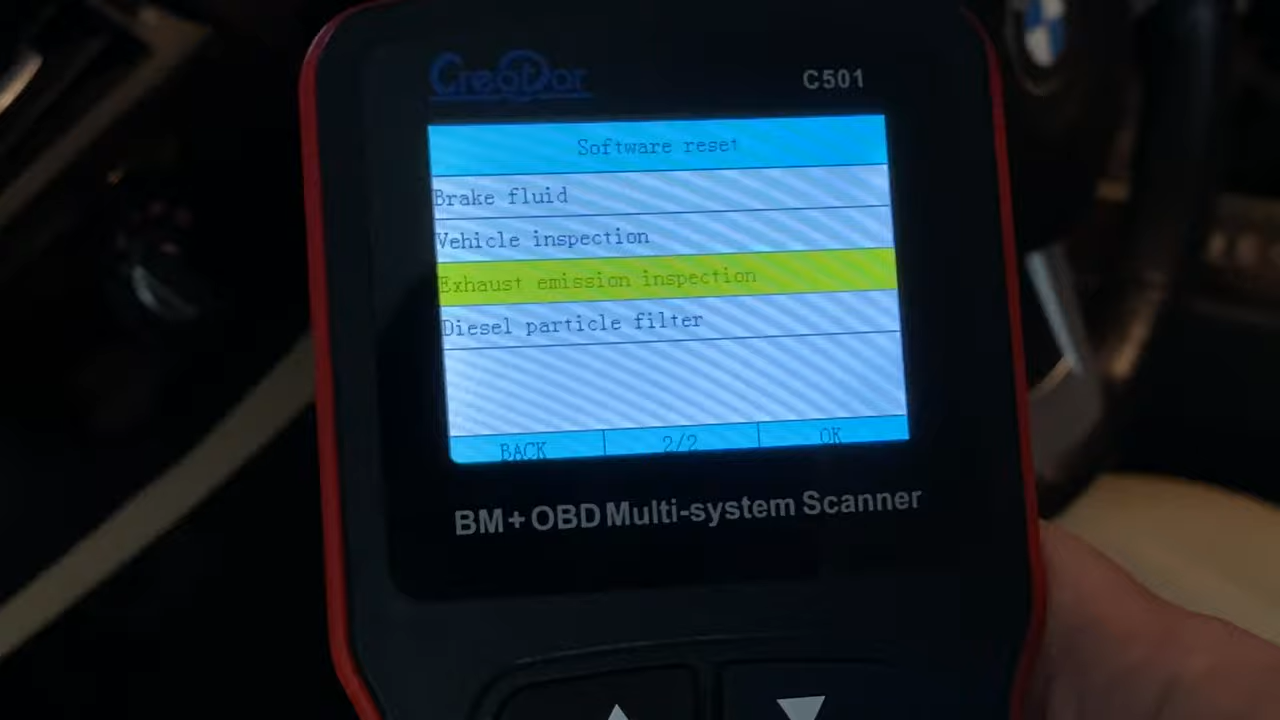 Creator
C501
Software reset
Brake fluid
Vehicle inspection
Exhaust emission inspection
Diesel particle filter
BACK 2/2 OK
BM+OBD Multi-system Scanner